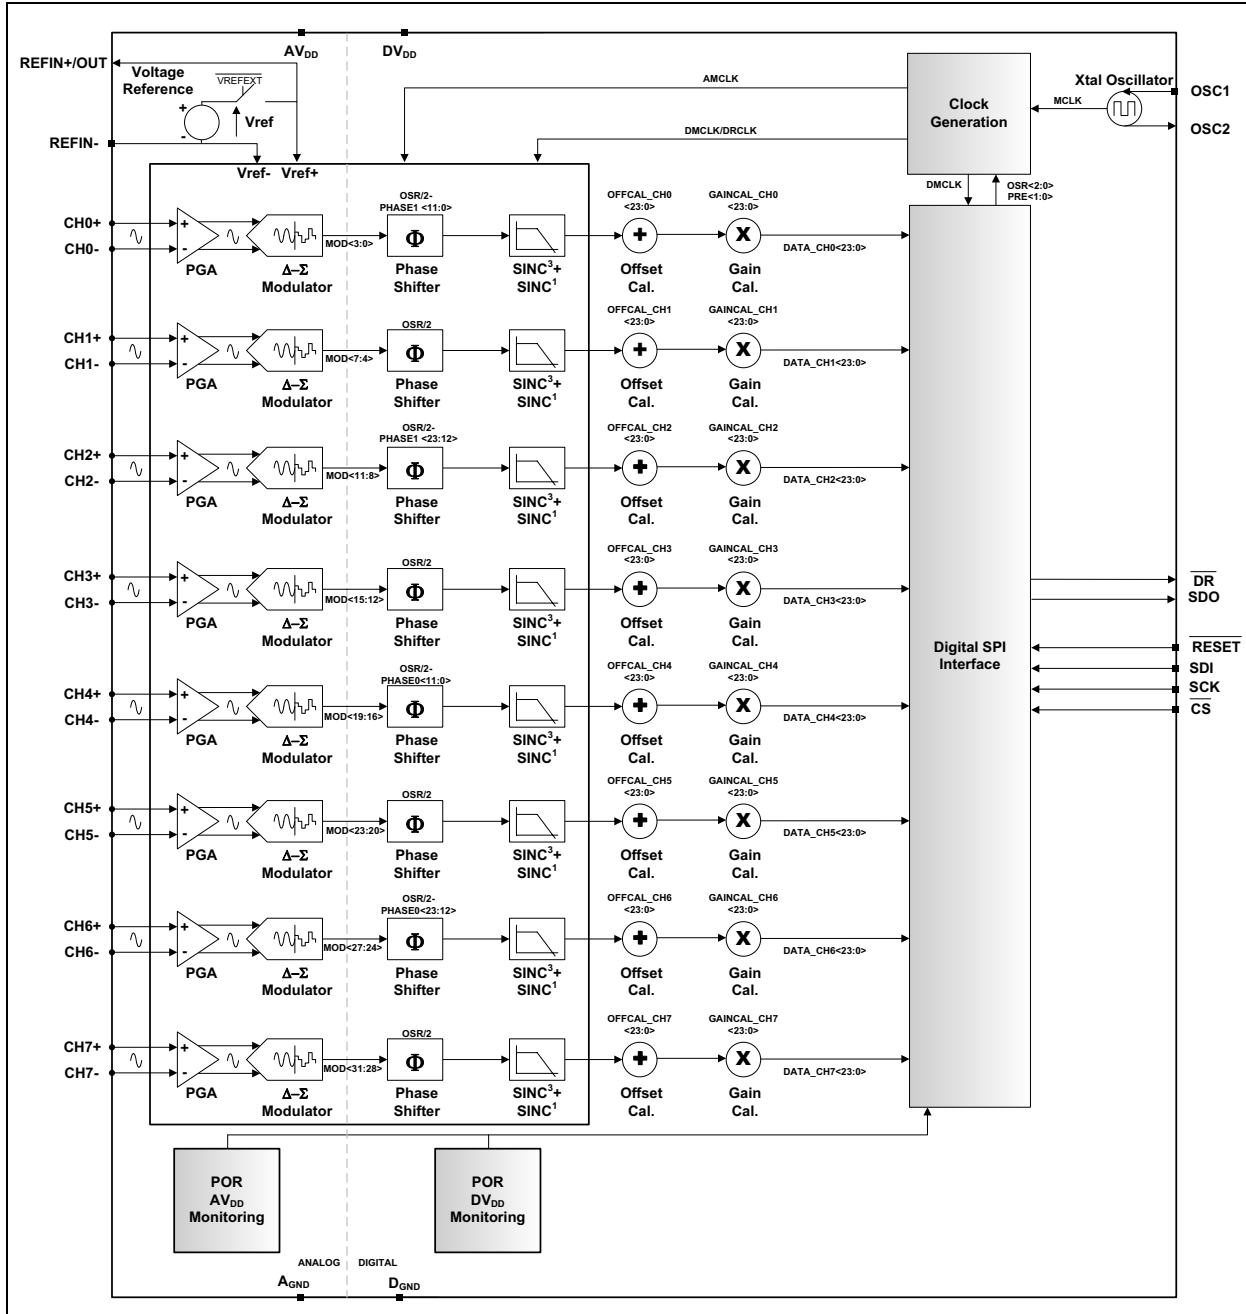 AVDD
DVDD
REFIN+/OUT
Voltage
Reference
VREFEXT
+
-
Vref
REFIN-
Vref-
Vref+
AMCLK
DMCLK/DRCLK
Clock
Generation
MCLK
Xtal Oscillator
OSC1
OSC2
DMCLK
OSR<2:0>
PRE<1:0>
CH0+
CH0-
+
-
PGA
Δ–Σ
Modulator
MOD<3:0>
OSR/2-
PHASE1 <11:0>
Φ
Phase
Shifter
SINC3+
SINC1
OFFCAL_CH0
<23:0>
+
Offset
Cal.
GAINCAL_CH0
<23:0>
X
Gain
Cal.
DATA_CH0<23:0>
CH1+
CH1-
+
-
PGA
Δ–Σ
Modulator
MOD<7:4>
OSR/2
Φ
Phase
Shifter
SINC3+
SINC1
OFFCAL_CH1
<23:0>
+
Offset
Cal.
GAINCAL_CH1
<23:0>
X
Gain
Cal.
DATA_CH1<23:0>
CH2+
CH2-
+
-
PGA
Δ–Σ
Modulator
MOD<11:8>
OSR/2-
PHASE1 <23:12>
Φ
Phase
Shifter
SINC3+
SINC1
OFFCAL_CH2
<23:0>
+
Offset
Cal.
GAINCAL_CH2
<23:0>
X
Gain
Cal.
DATA_CH2<23:0>
CH3+
CH3-
+
-
PGA
Δ–Σ
Modulator
MOD<15:12>
OSR/2
Φ
Phase
Shifter
SINC3+
SINC1
OFFCAL_CH3
<23:0>
+
Offset
Cal.
GAINCAL_CH3
<23:0>
X
Gain
Cal.
DATA_CH3<23:0>
CH4+
CH4-
+
-
PGA
Δ–Σ
Modulator
MOD<19:16>
OSR/2-
PHASE0<11:0>
Φ
Phase
Shifter
SINC3+
SINC1
OFFCAL_CH4
<23:0>
+
Offset
Cal.
GAINCAL_CH4
<23:0>
X
Gain
Cal.
DATA_CH4<23:0>
CH5+
CH5-
+
-
PGA
Δ–Σ
Modulator
MOD<23:20>
OSR/2
Φ
Phase
Shifter
SINC3+
SINC1
OFFCAL_CH5
<23:0>
+
Offset
Cal.
GAINCAL_CH5
<23:0>
X
Gain
Cal.
DATA_CH5<23:0>
CH6+
CH6-
+
-
PGA
Δ–Σ
Modulator
MOD<27:24>
OSR/2-
PHASE0<23:12>
Φ
Phase
Shifter
SINC3+
SINC1
OFFCAL_CH6
<23:0>
+
Offset
Cal.
GAINCAL_CH6
<23:0>
X
Gain
Cal.
DATA_CH6<23:0>
CH7+
CH7-
+
-
PGA
Δ–Σ
Modulator
MOD<31:28>
OSR/2
Φ
Phase
Shifter
SINC3+
SINC1
OFFCAL_CH7
<23:0>
+
Offset
Cal.
GAINCAL_CH7
<23:0>
X
Gain
Cal.
DATA_CH7<23:0>
Digital SPI
Interface
DR
SDO
RESET
SDI
SCK
CS
POR
AVDD
Monitoring
POR
DVDD
Monitoring
ANALOG
DIGITAL
AGND
DGND